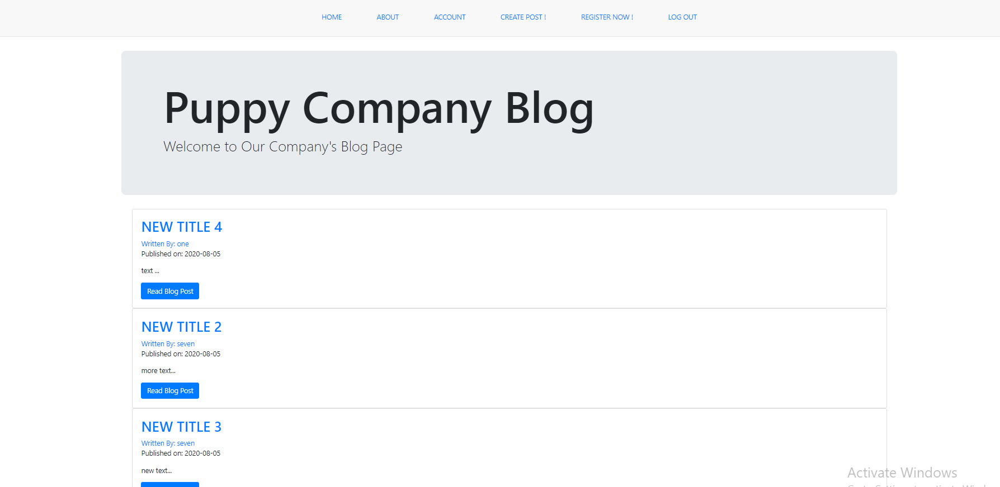 HOME ABOUT ACCOUNT CREATE POST ! REGISTER NOW ! LOG OUT
Puppy Company Blog
Welcome to Our Company's Blog Page
NEW TITLE 4
Written By: one
Published on: 2020-08-05
text ...
Read Blog Post
NEW TITLE 2
Written By: seven
Published on: 2020-08-05
more text...
Read Blog Post
NEW TITLE 3
Written By: seven
Published on: 2020-08-05
new text...
Activate Windows